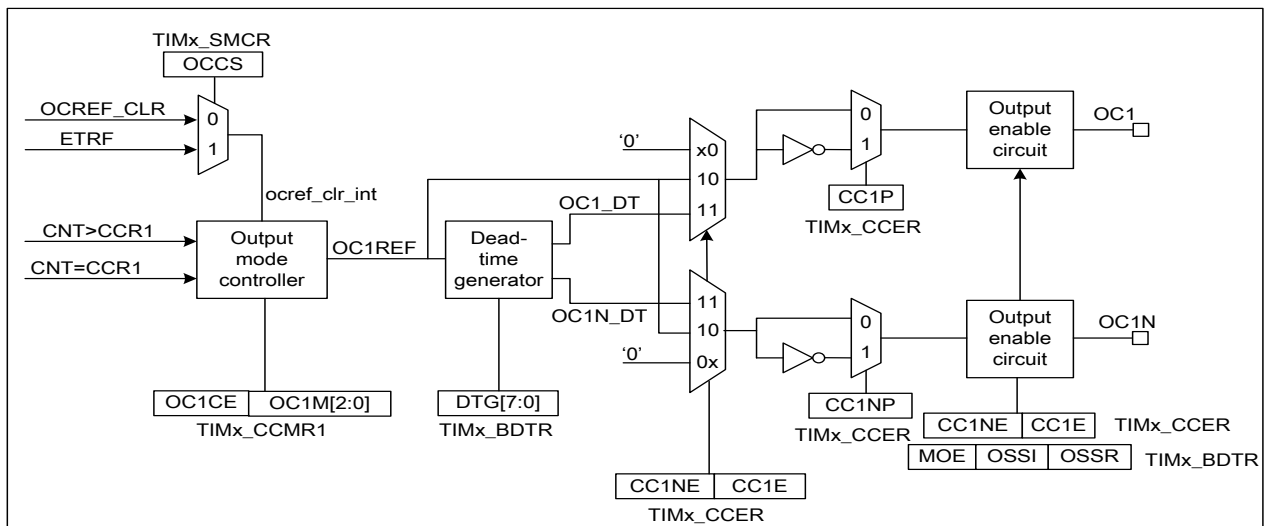 TIMx_SMCR
OCCS
OCREF_CLR
ETRF
0
1
ocref_clr_int
CNT>CCR1
CNT=CCR1
Output
mode
controller
OC1REF
OC1CE
OC1M[2:0]
TIMx_CCMR1
Dead-
time
generator
DTG[7:0]
TIMx_BDTR
OC1_DT
OC1N_DT
‘0’
x0
10
11
11
10
0x
‘0’
CC1NE
CC1E
TIMx_CCER
0
1
CC1P
TIMx_CCER
0
1
CC1NP
TIMx_CCER
Output
enable
circuit
OC1
Output
enable
circuit
OC1N
CC1NE
CC1E
TIMx_CCER
MOE
OSSI
OSSR
TIMx_BDTR